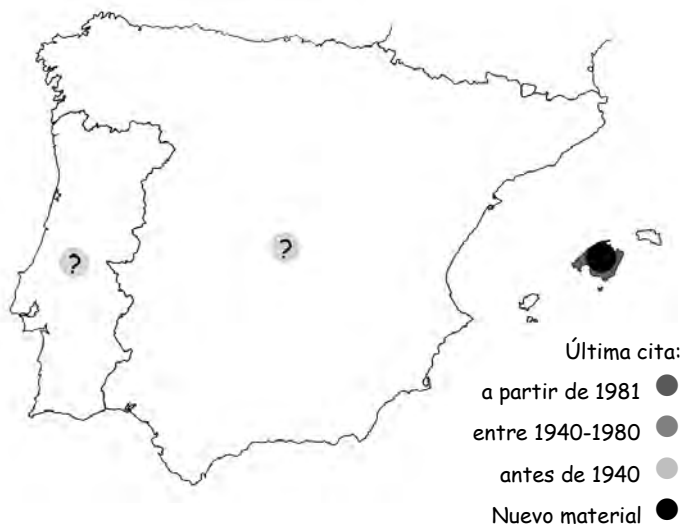 ?
?
Última cita:
a partir de 1981
entre 1940-1980
antes de 1940
Nuevo material